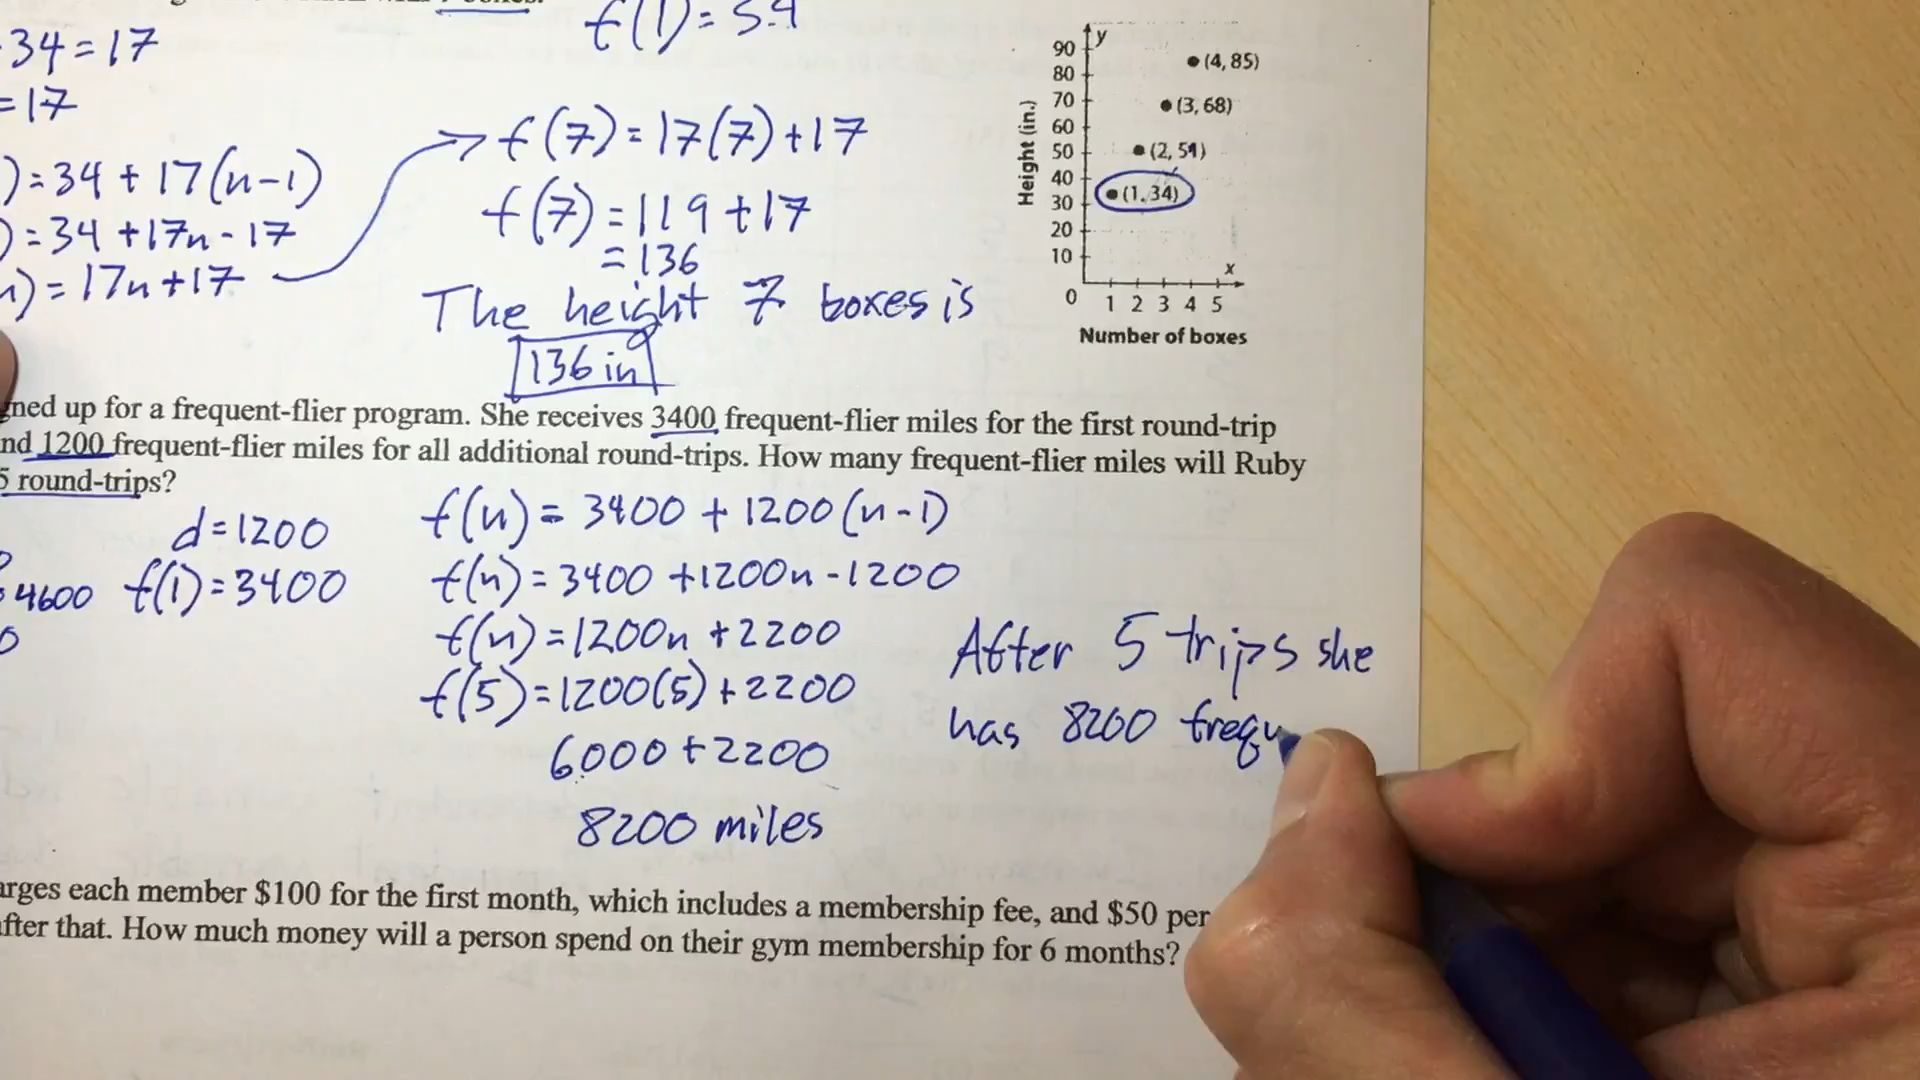 f(1)=34
34=17
=17
)=34+17(n-1)
)=34+17n-17
)=17n+17
f(7)=17(7)+17
f(7)=119+17
=136
The height 7 boxes is
136 in
y
90
80
70
60
50
40
30
20
10
0
1 2 3 4 5
x
Height (in.)
Number of boxes
(4, 85)
(3, 68)
(2, 51)
(1, 34)
gned up for a frequent-flier program. She receives 3400 frequent-flier miles for the first round-trip
nd 1200 frequent-flier miles for all additional round-trips. How many frequent-flier miles will Ruby
5 round-trips?
d=1200
4600 f(1)=3400
f(n)=3400+1200(n-1)
f(n)=3400+1200n-1200
f(n)=1200n+2200
f(5)=1200(5)+2200
6000+2200
8200 miles
After 5 trips she
has 8200 frequ
arges each member $100 for the first month, which includes a membership fee, and $50 per
fter that. How much money will a person spend on their gym membership for 6 months?